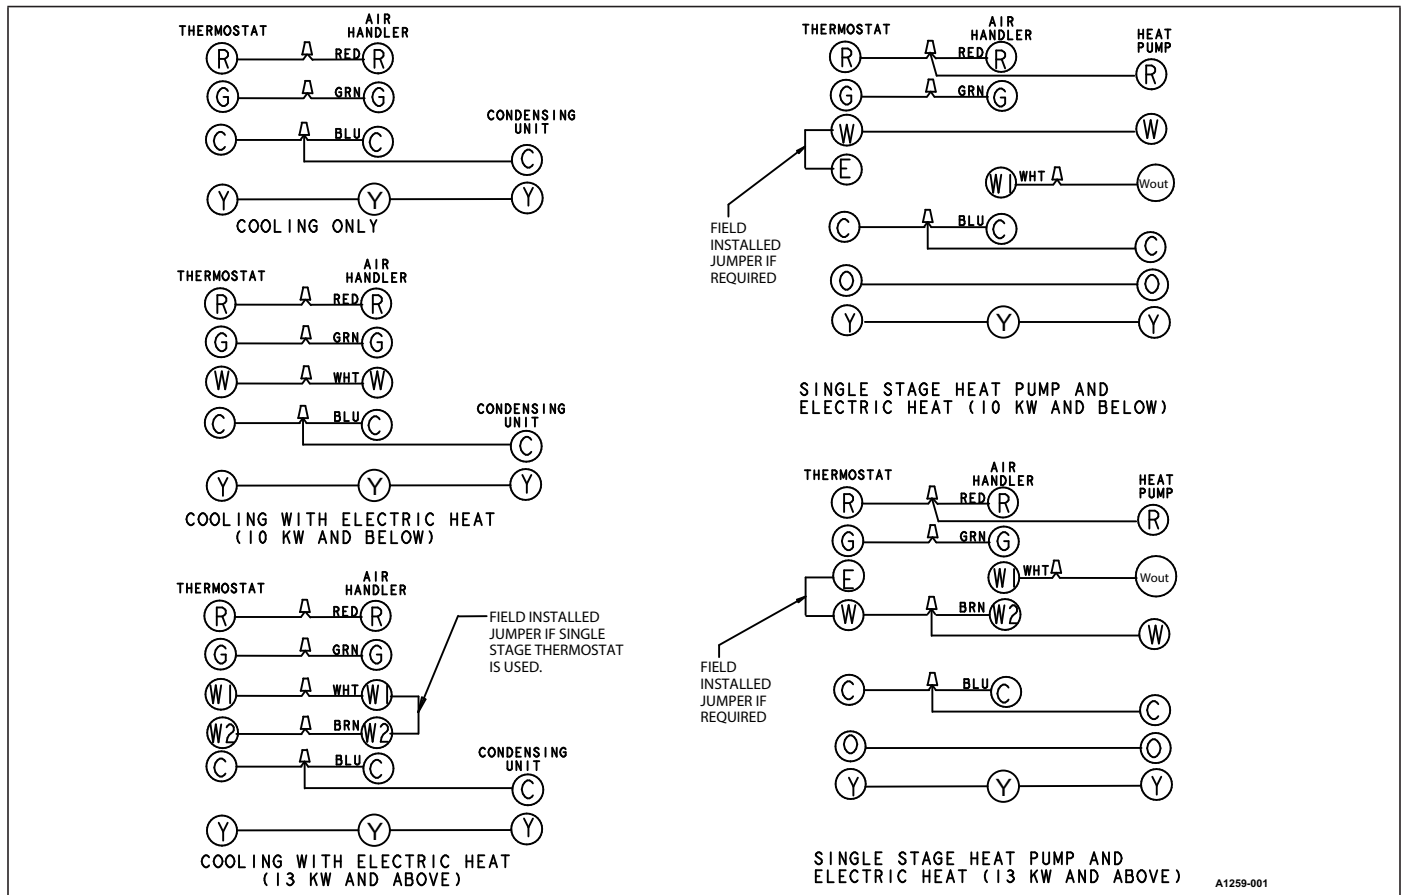 THERMOSTAT
AIR
HANDLER
R RED R
G GRN G
C BLU C
CONDENSING
UNIT
C
Y Y Y
COOLING ONLY
THERMOSTAT
AIR
HANDLER
R RED R
G GRN G
W WHT W
C BLU C
CONDENSING
UNIT
C
Y Y Y
COOLING WITH ELECTRIC HEAT
(10 KW AND BELOW)
THERMOSTAT
AIR
HANDLER
R RED R
G GRN G
W1 WHT W1
W2 BRN W2
C BLU C
FIELD INSTALLED
JUMPER IF SINGLE
STAGE THERMOSTAT
IS USED.
CONDENSING
UNIT
C
Y Y Y
COOLING WITH ELECTRIC HEAT
(13 KW AND ABOVE)
THERMOSTAT
AIR
HANDLER
HEAT
PUMP
R RED R
R
G GRN G
W W
E
W1 WHT Wout
FIELD
INSTALLED
JUMPER IF
REQUIRED
C BLU C
C
O O
Y Y Y
SINGLE STAGE HEAT PUMP AND
ELECTRIC HEAT (10 KW AND BELOW)
THERMOSTAT
AIR
HANDLER
HEAT
PUMP
R RED R
R
G GRN G
E W1 WHT Wout
W BRN W2
W
FIELD
INSTALLED
JUMPER IF
REQUIRED
C BLU C
C
O O
Y Y Y
SINGLE STAGE HEAT PUMP AND
ELECTRIC HEAT (13 KW AND ABOVE)
A1259-001